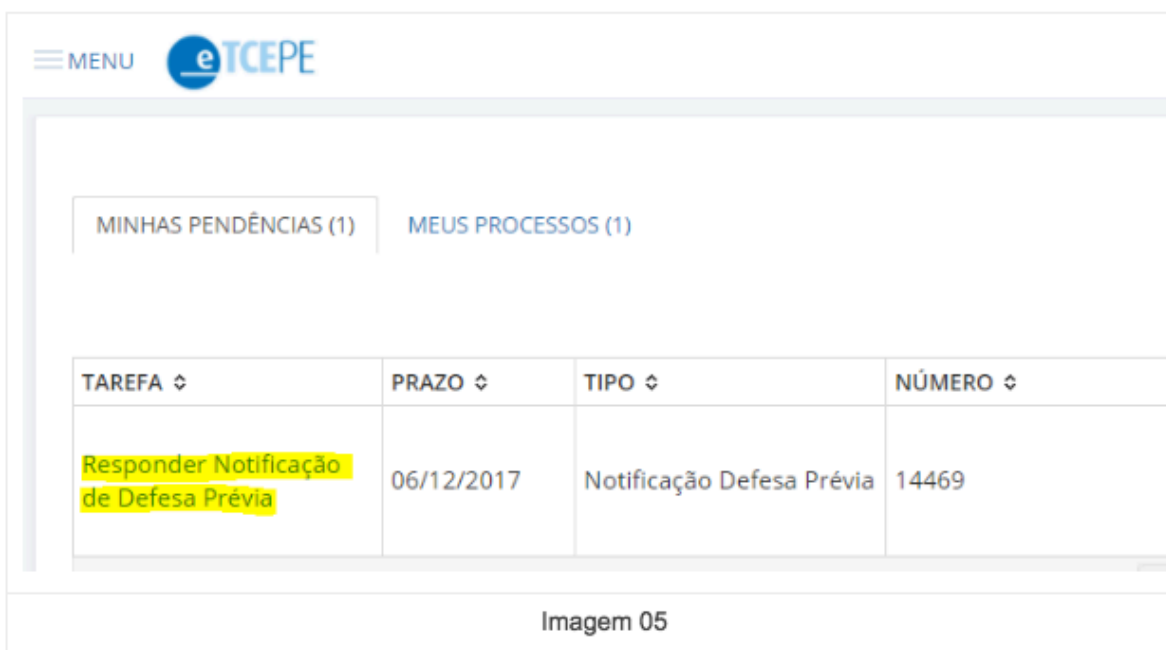 MENU eTCEPE
MINHAS PENDÊNCIAS (1) MEUS PROCESSOS (1)
TAREFA PRAZO TIPO NÚMERO
Responder Notificação
de Defesa Prévia
06/12/2017 Notificação Defesa Prévia 14469
Imagem 05